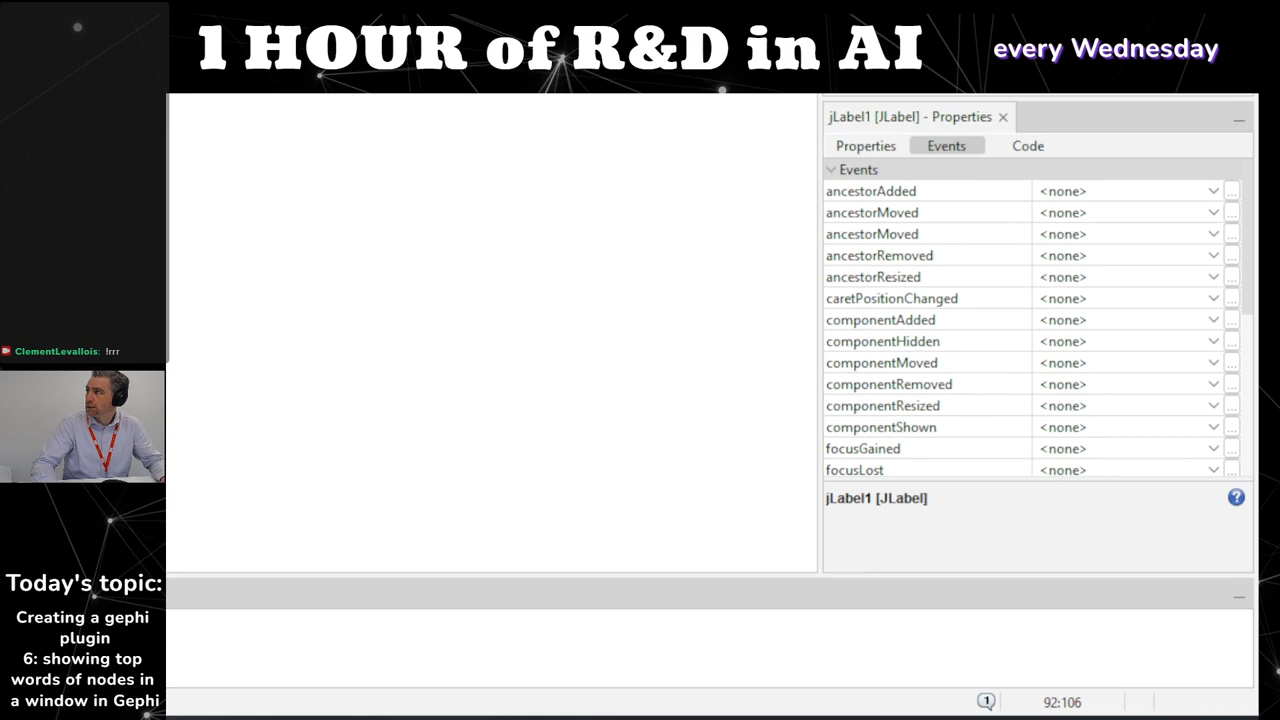 1 HOUR of R&D in AI
every Wednesday
jLabel1 [JLabel] - Properties
Properties Events Code
Events
ancestorAdded <none> ...
ancestorMoved <none> ...
ancestorMoved <none> ...
ancestorRemoved <none> ...
ancestorResized <none> ...
caretPositionChanged <none> ...
componentAdded <none> ...
componentHidden <none> ...
componentMoved <none> ...
componentRemoved <none> ...
componentResized <none> ...
componentShown <none> ...
focusGained <none> ...
focusLost <none> ...
jLabel1 [JLabel]
?
ClementLevallois: !rrr
Today's topic:
Creating a gephi
plugin
6: showing top
words of nodes in
a window in Gephi
1
92:106